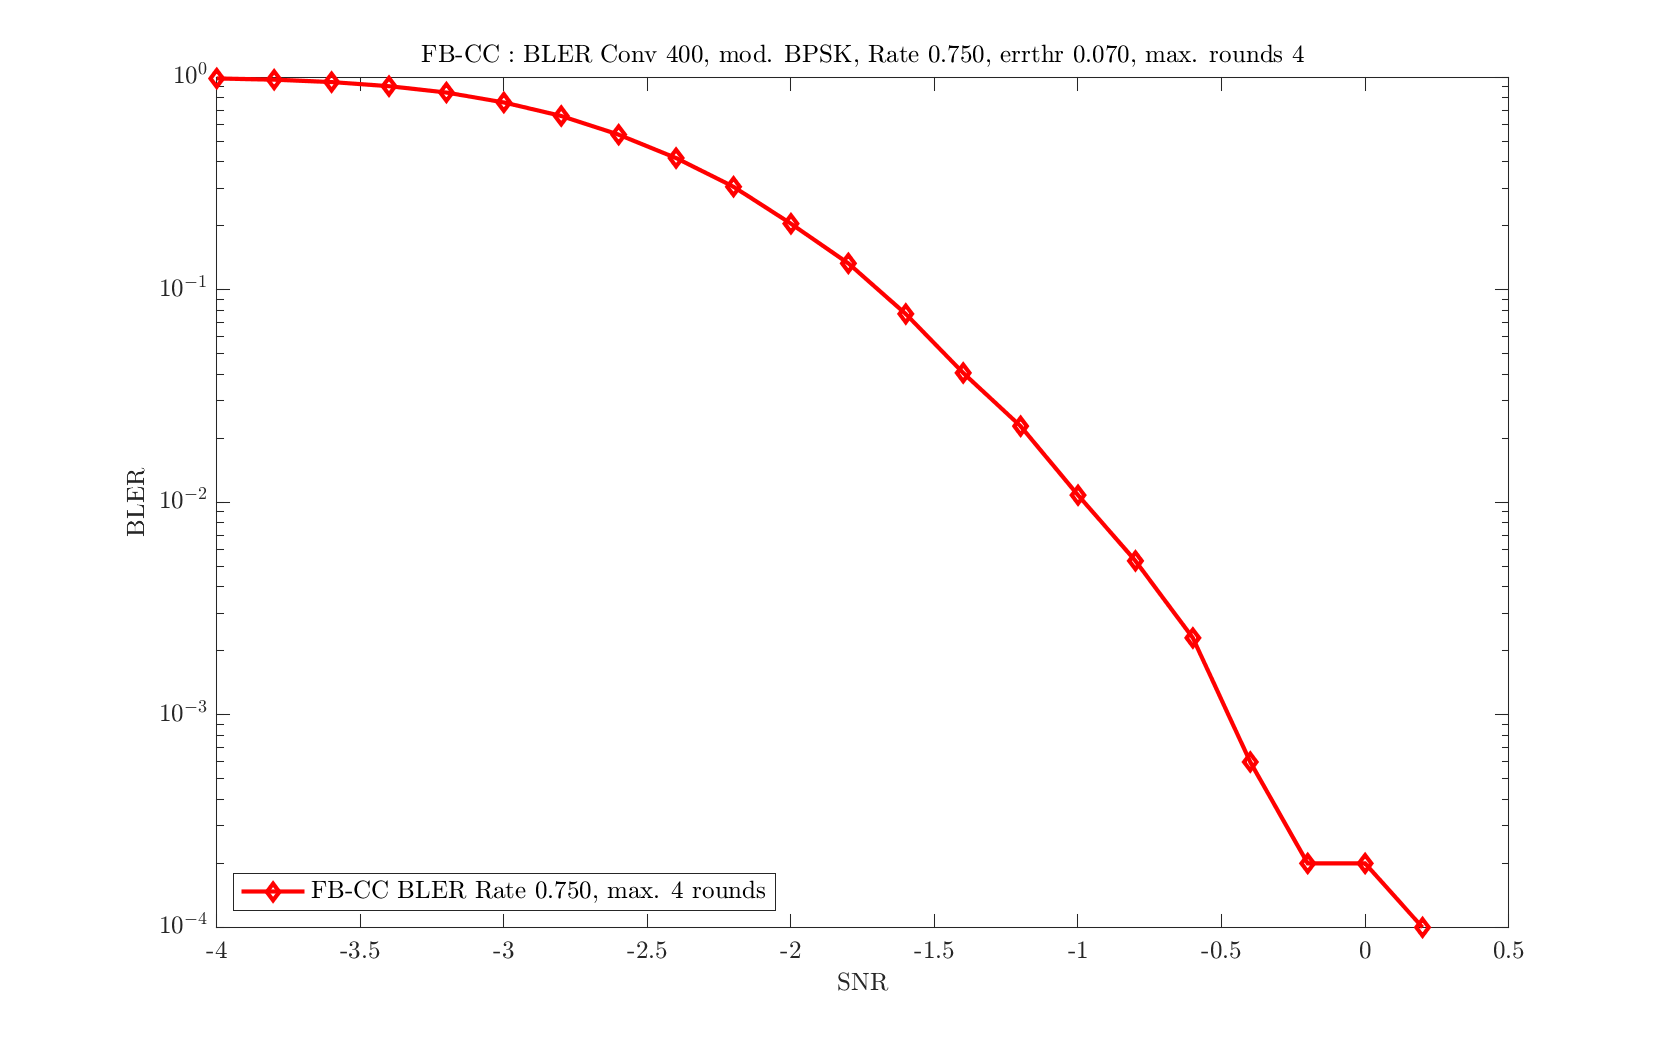 FB-CC : BLER Conv 400, mod. BPSK, Rate 0.750, errthr 0.070, max. rounds 4
10^0
10^-1
10^-2
10^-3
10^-4
BLER
FB-CC BLER Rate 0.750, max. 4 rounds
-4 -3.5 -3 -2.5 -2 -1.5 -1 -0.5 0 0.5
SNR